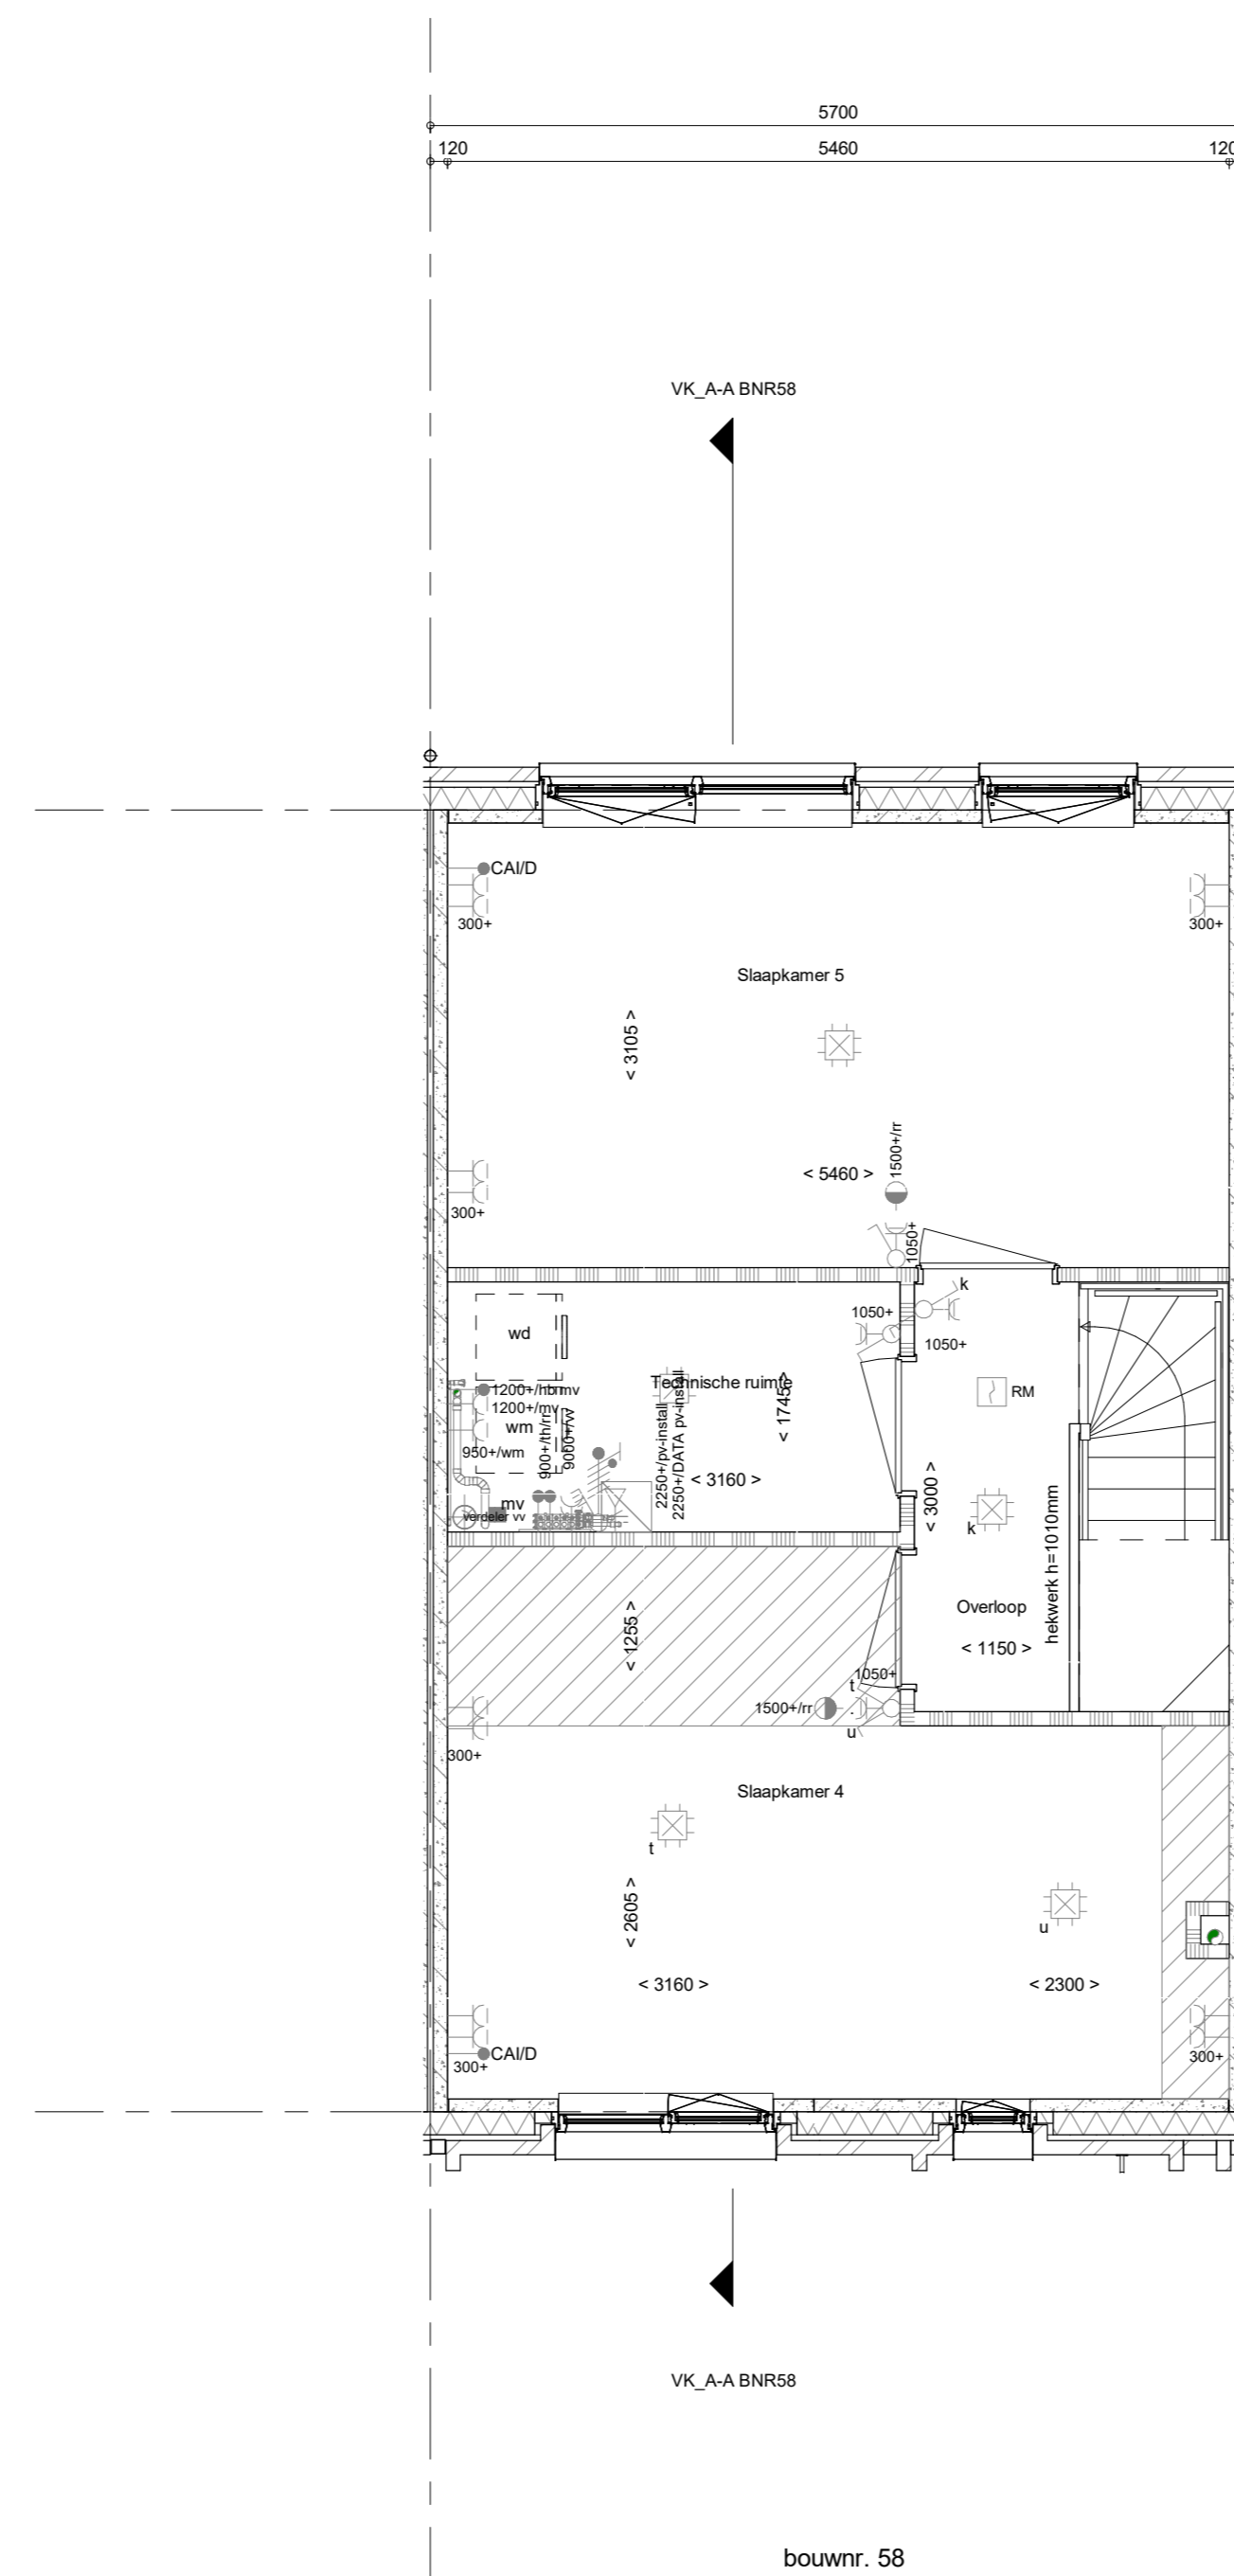 5700
120 5460 120
VK_A-A BNR58
CAI/D
300+
300+
Slaapkamer 5
< 3105 >
1500+/rr
< 5460 >
300+
1050+
k
wd
1050+
1050+
Technische ruimte
1200+/hbmv
RM
1200+/mv
wm
< 1745 >
950+/wm
900+/th/rr
9000+/vv
2250+/pv-install
2250+/DATA pv-install
< 3160 >
< 3000 >
mv
verdeler vv
k
hekwerk h=1010mm
Overloop
< 1255 >
< 1150 >
1050+
t
1500+/rr
u
300+
Slaapkamer 4
t
< 2605 >
u
< 3160 >
< 2300 >
CAI/D
300+
300+
VK_A-A BNR58
bouwnr. 58